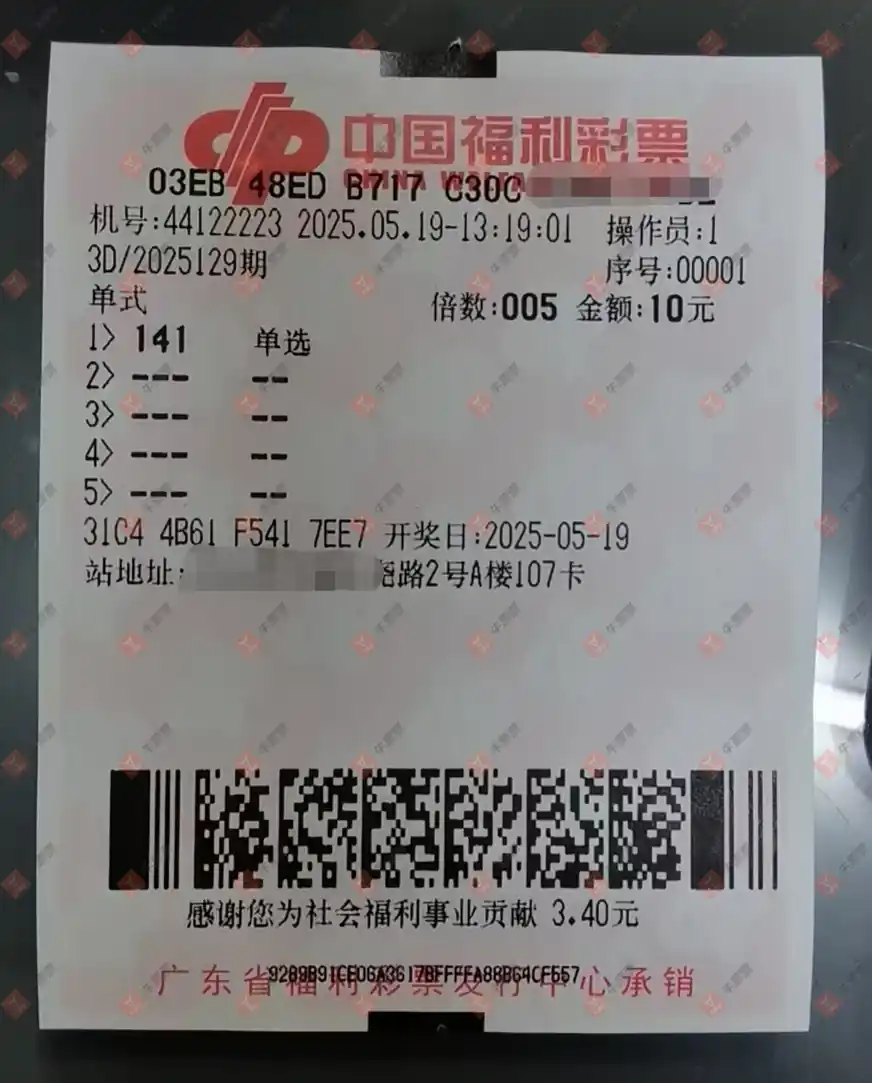 中国福利彩票
CHINA WELFA
03EB 48ED B717 C30C
机号:44122223 2025.05.19-13:19:01 操作员:1
3D/2025129期 序号:00001
单式 倍数:005 金额:10元
1> 141 单选
2> --- --
3> --- --
4> --- --
5> --- --
31C4 4B61 F541 7EE7 开奖日:2025-05-19
站地址: 路2号A楼107卡
感谢您为社会福利事业贡献 3.40元
广东省福利彩票发行中心承销